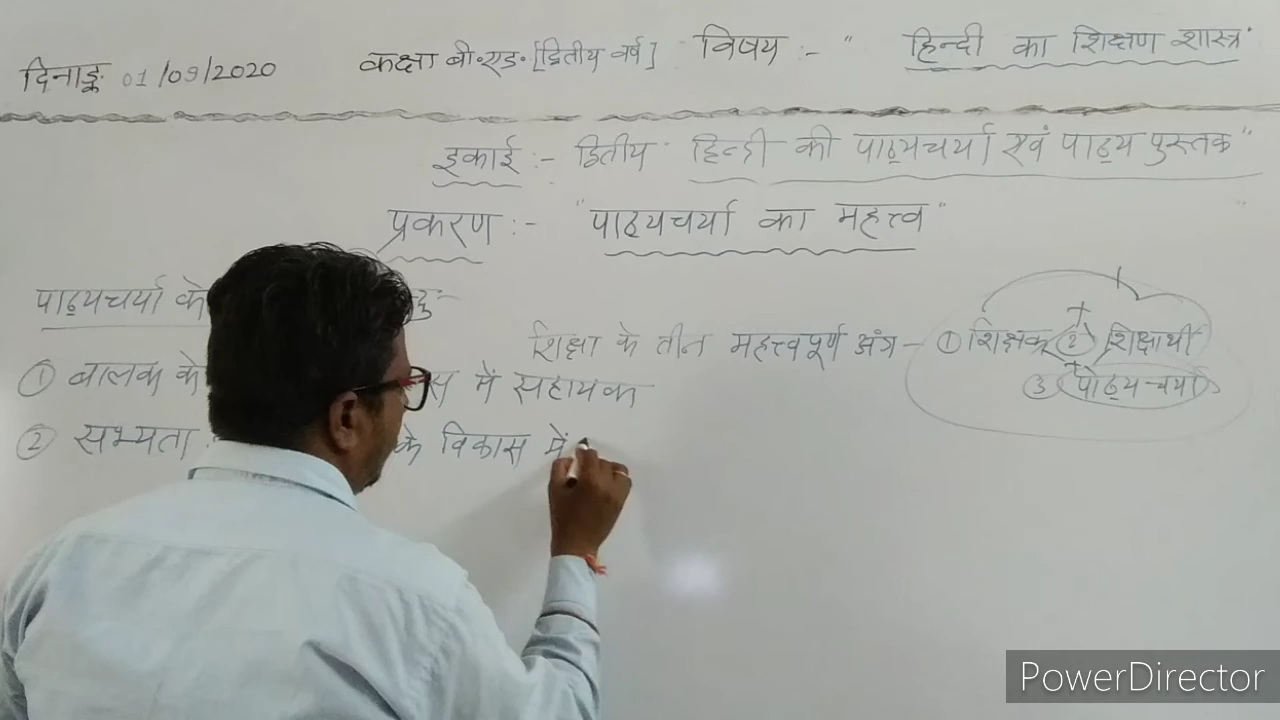 दिनाङ्क 01/09/2020 कक्षा बी॰एड॰ [द्वितीय वर्ष] विषय :- " हिन्दी का शिक्षण शास्त्र"
इकाई :- द्वितीय हिन्दी की पाठ्यचर्या एवं पाठ्य पुस्तक"
प्रकरण :- "पाठ्यचर्या का महत्त्व"
पाठ्यचर्या के
शिक्षा के तीन महत्त्वपूर्ण अंग - ① शिक्षक + ② शिक्षार्थी
+ ③ पाठ्य-चर्या
① बालक के में सहायक
② सभ्यता के विकास में
PowerDirector